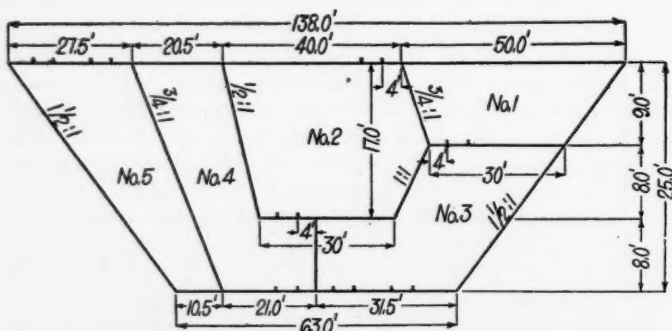 138.0'
27.5' 20.5' 40.0' 50.0'
4'
1½:1 ¾:1 ½:1 ¾:1 No.1 9.0'
No.2 17.0'
4'
No.5 No.4 1:1 30' 8.0' 25.0'
No.3 1½:1
4'
30' 8.0'
10.5' 21.0' 31.5'
63.0'